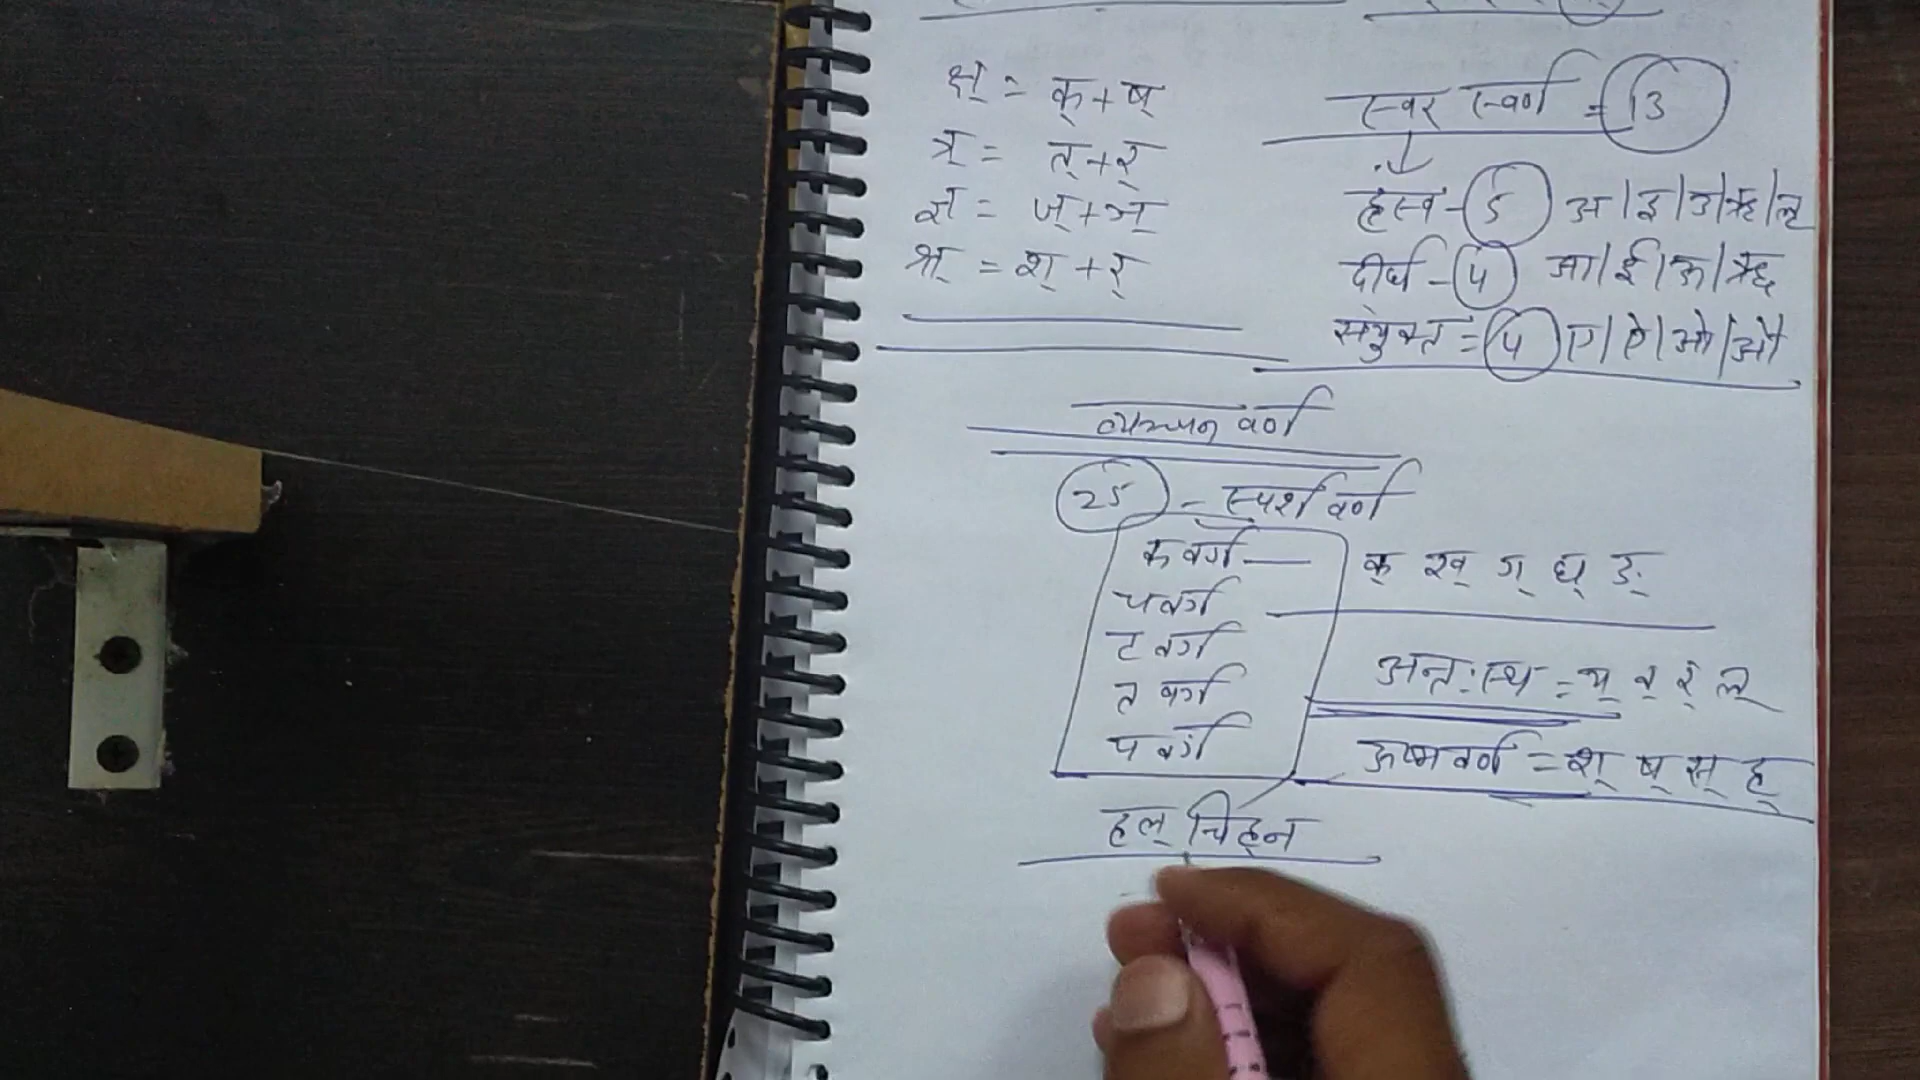 क्ष् = क् + ष्
त्र् = त् + र्
ज्ञ् = ज् + ञ्
श्र् = श् + र्
स्वर वर्ण = 13
ह्रस्व - 5 अ|इ|उ|ऋ|लृ
दीर्घ - 4 आ|ई|ऊ|ॠ
संयुक्त = 4 ए|ऐ|ओ|औ
व्यञ्जन वर्ण
25 - स्पर्श वर्ण
क वर्ग — क् ख् ग् घ् ङ्
च वर्ग
ट वर्ग
त वर्ग
प वर्ग
अन्तःस्थ = य् व् र् ल्
ऊष्म वर्ण = श् ष् स् ह्
हल् चिह्न